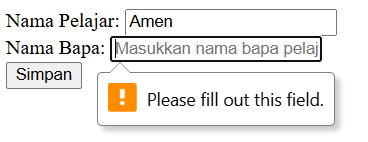 Nama Pelajar: Amen
Nama Bapa: Masukkan nama bapa pelaj
Simpan
Please fill out this field.